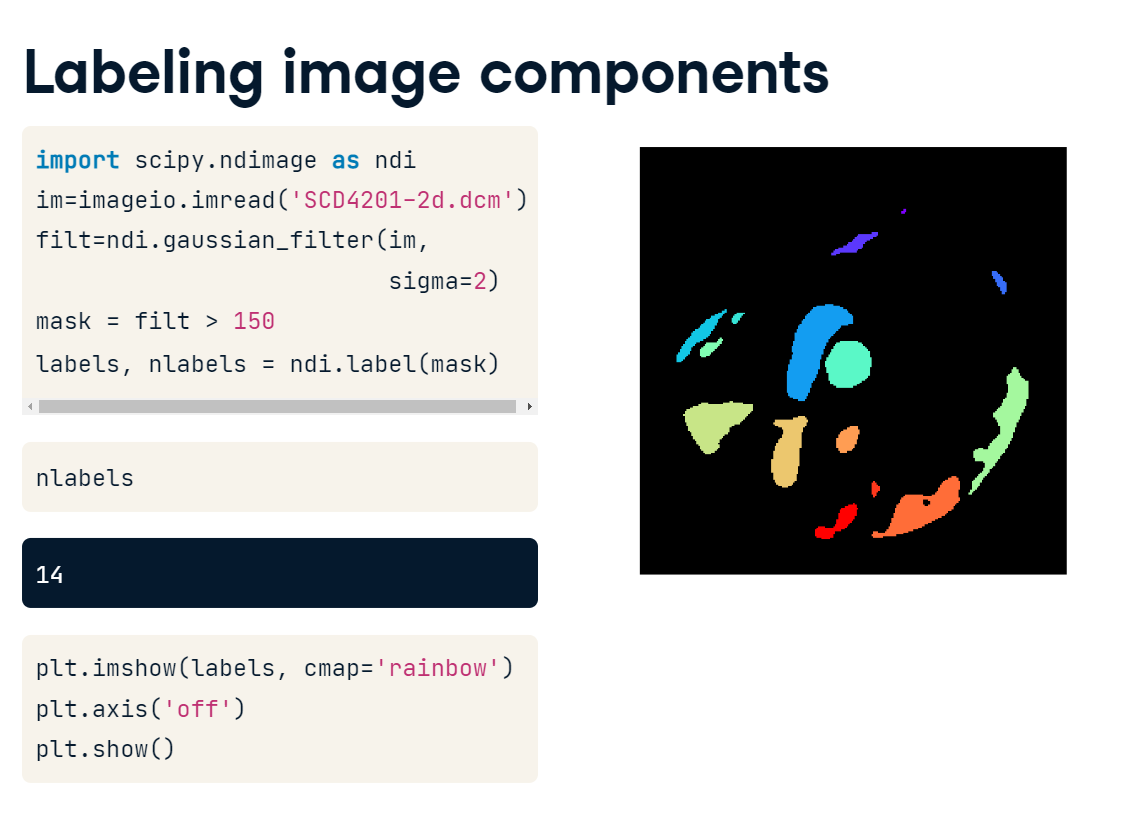 Labeling image components
import scipy.ndimage as ndi
im=imageio.imread('SCD4201-2d.dcm')
filt=ndi.gaussian_filter(im,
                         sigma=2)
mask = filt > 150
labels, nlabels = ndi.label(mask)
nlabels
14
plt.imshow(labels, cmap='rainbow')
plt.axis('off')
plt.show()